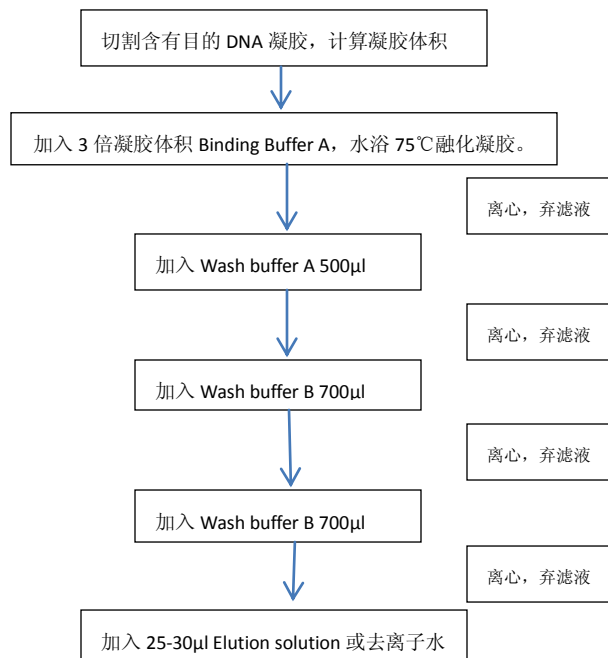 切割含有目的 DNA 凝胶，计算凝胶体积
加入 3 倍凝胶体积 Binding Buffer A，水浴 75℃融化凝胶。
离心，弃滤液
加入 Wash buffer A 500μl
离心，弃滤液
加入 Wash buffer B 700μl
离心，弃滤液
加入 Wash buffer B 700μl
离心，弃滤液
加入 25-30μl Elution solution 或去离子水